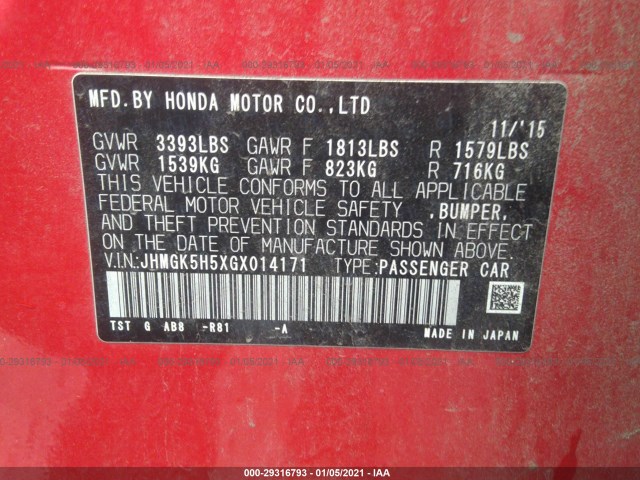 MFD.BY HONDA MOTOR CO.,LTD
11/'15
GVWR 3393LBS GAWR F 1813LBS R 1579LBS
GVWR 1539KG GAWR F 823KG R 716KG
THIS VEHICLE CONFORMS TO ALL APPLICABLE
FEDERAL MOTOR VEHICLE SAFETY ,BUMPER,
AND THEFT PREVENTION STANDARDS IN EFFECT
ON THE DATE OF MANUFACTURE SHOWN ABOVE.
V.I.N.:JHMGK5H5XGX014171 TYPE:PASSENGER CAR
TST G AB8 -R81 -A MADE IN JAPAN
000-29316793 - 01/05/2021 - IAA